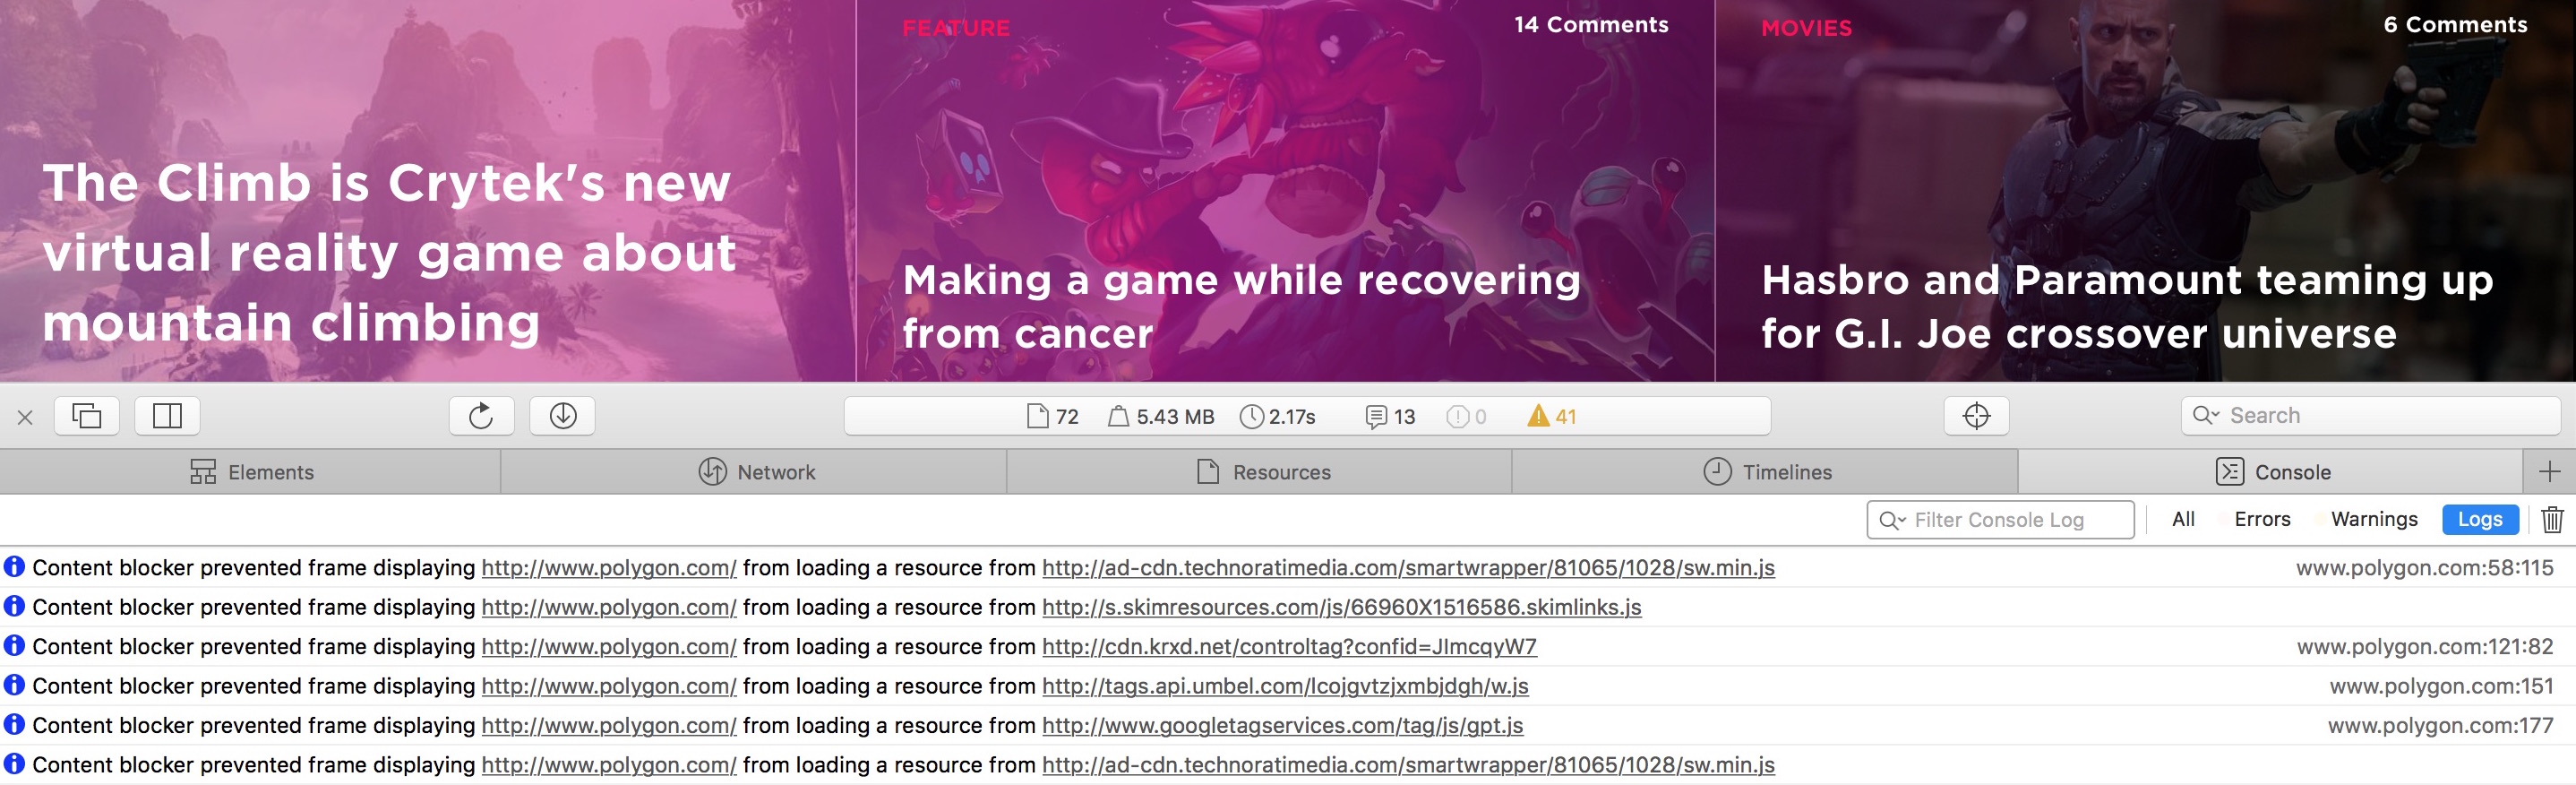 FEATURE
14 Comments
MOVIES
6 Comments
The Climb is Crytek's new
virtual reality game about
mountain climbing
Making a game while recovering
from cancer
Hasbro and Paramount teaming up
for G.I. Joe crossover universe
72 5.43 MB 2.17s 13 0 41
Search
Elements Network Resources Timelines Console
Filter Console Log All Errors Warnings Logs
Content blocker prevented frame displaying http://www.polygon.com/ from loading a resource from http://ad-cdn.technoratimedia.com/smartwrapper/81065/1028/sw.min.js www.polygon.com:58:115
Content blocker prevented frame displaying http://www.polygon.com/ from loading a resource from http://s.skimresources.com/js/66960X1516586.skimlinks.js
Content blocker prevented frame displaying http://www.polygon.com/ from loading a resource from http://cdn.krxd.net/controltag?confid=JImcqyW7 www.polygon.com:121:82
Content blocker prevented frame displaying http://www.polygon.com/ from loading a resource from http://tags.api.umbel.com/lcojgvtzjxmbjdgh/w.js www.polygon.com:151
Content blocker prevented frame displaying http://www.polygon.com/ from loading a resource from http://www.googletagservices.com/tag/js/gpt.js www.polygon.com:177
Content blocker prevented frame displaying http://www.polygon.com/ from loading a resource from http://ad-cdn.technoratimedia.com/smartwrapper/81065/1028/sw.min.js